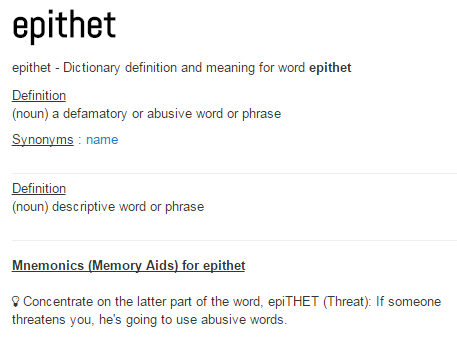 epithet
epithet - Dictionary definition and meaning for word epithet
Definition
(noun) a defamatory or abusive word or phrase
Synonyms : name
Definition
(noun) descriptive word or phrase
Mnemonics (Memory Aids) for epithet
Concentrate on the latter part of the word, epiTHET (Threat): If someone
threatens you, he's going to use abusive words.